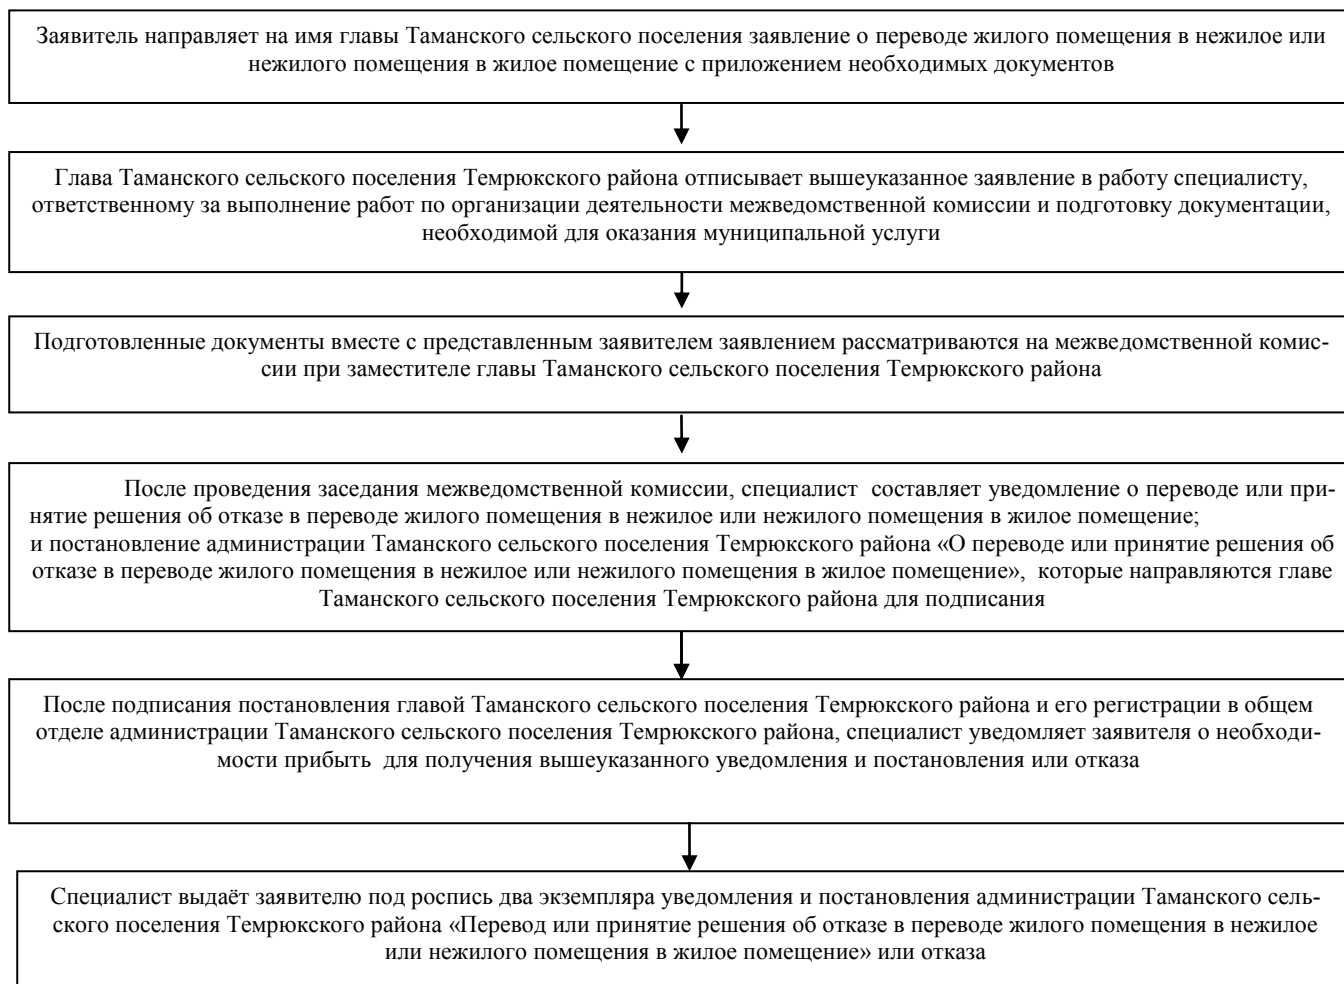 Заявитель направляет на имя главы Таманского сельского поселения заявление о переводе жилого помещения в нежилое или
нежилого помещения в жилое помещение с приложением необходимых документов
Глава Таманского сельского поселения Темрюкского района отписывает вышеуказанное заявление в работу специалисту,
ответственному за выполнение работ по организации деятельности межведомственной комиссии и подготовку документации,
необходимой для оказания муниципальной услуги
Подготовленные документы вместе с представленным заявителем заявлением рассматриваются на межведомственной комис-
сии при заместителе главы Таманского сельского поселения Темрюкского района
После проведения заседания межведомственной комиссии, специалист составляет уведомление о переводе или при-
нятие решения об отказе в переводе жилого помещения в нежилое или нежилого помещения в жилое помещение;
и постановление администрации Таманского сельского поселения Темрюкского района «О переводе или принятие решения об
отказе в переводе жилого помещения в нежилое или нежилого помещения в жилое помещение», которые направляются главе
Таманского сельского поселения Темрюкского района для подписания
После подписания постановления главой Таманского сельского поселения Темрюкского района и его регистрации в общем
отделе администрации Таманского сельского поселения Темрюкского района, специалист уведомляет заявителя о необходи-
мости прибыть для получения вышеуказанного уведомления и постановления или отказа
Специалист выдаёт заявителю под роспись два экземпляра уведомления и постановления администрации Таманского сель-
ского поселения Темрюкского района «Перевод или принятие решения об отказе в переводе жилого помещения в нежилое
или нежилого помещения в жилое помещение» или отказа